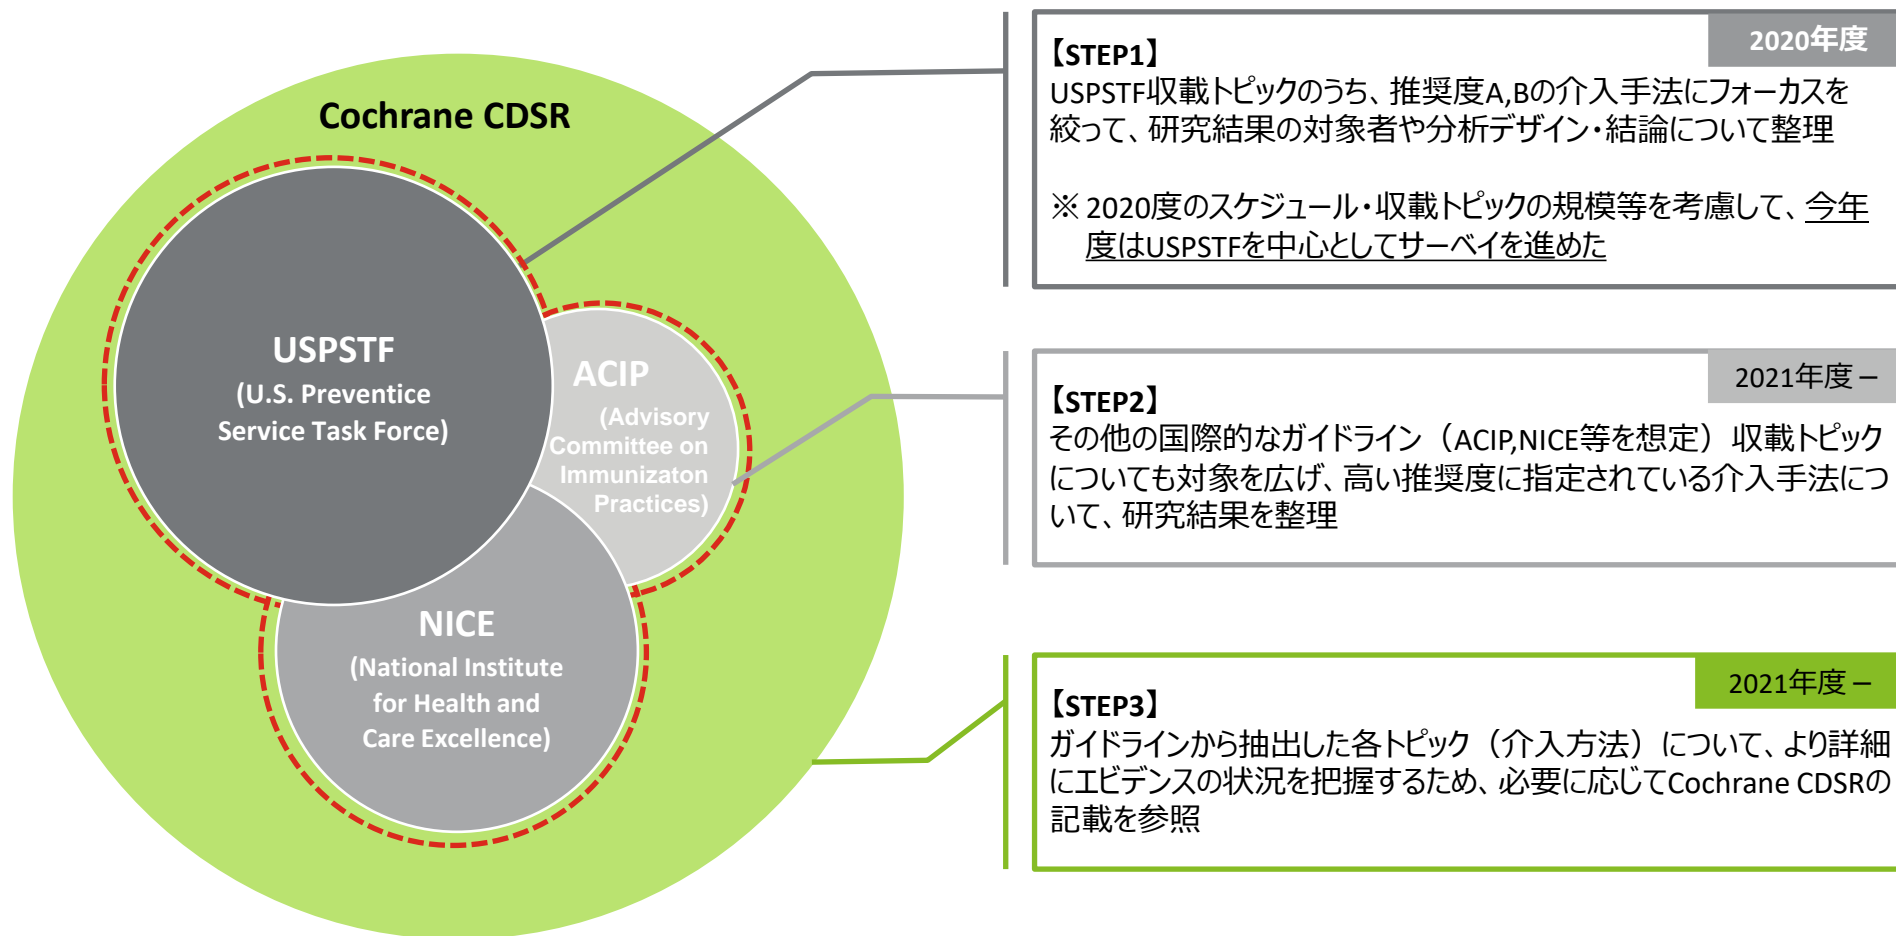 Cochrane CDSR
USPSTF
(U.S. Preventice
Service Task Force)
ACIP
(Advisory
Committee on
Immunizaton
Practices)
NICE
(National Institute
for Health and
Care Excellence)
2020年度
【STEP1】
USPSTF収載トピックのうち、推奨度A,Bの介入手法にフォーカスを
絞って、研究結果の対象者や分析デザイン・結論について整理
※ 2020度のスケジュール・収載トピックの規模等を考慮して、今年
度はUSPSTFを中心としてサーベイを進めた
2021年度 –
【STEP2】
その他の国際的なガイドライン（ACIP,NICE等を想定）収載トピック
についても対象を広げ、高い推奨度に指定されている介入手法につ
いて、研究結果を整理
2021年度 –
【STEP3】
ガイドラインから抽出した各トピック（介入方法）について、より詳細
にエビデンスの状況を把握するため、必要に応じてCochrane CDSRの
記載を参照